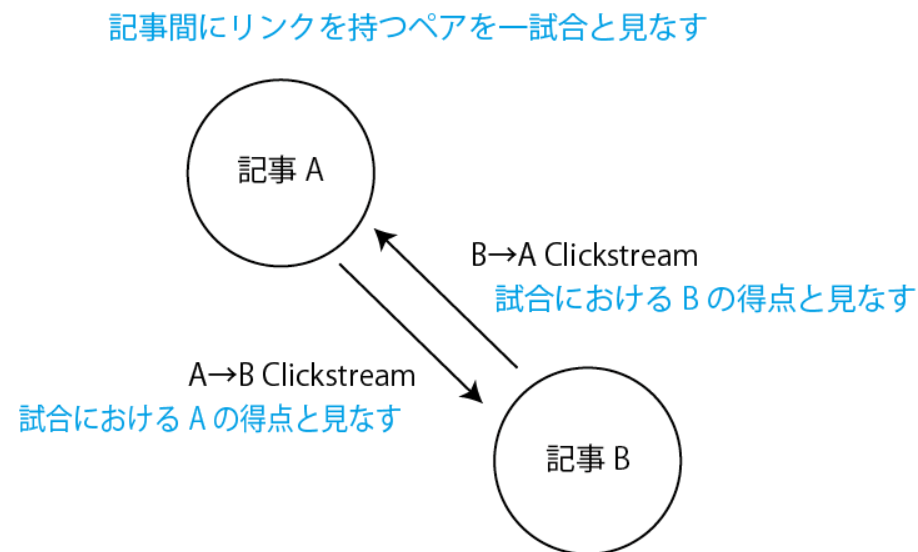 記事間にリンクを持つペアを一試合と見なす
記事 A
B→A Clickstream
試合における B の得点と見なす
A→B Clickstream
試合における A の得点と見なす
記事 B